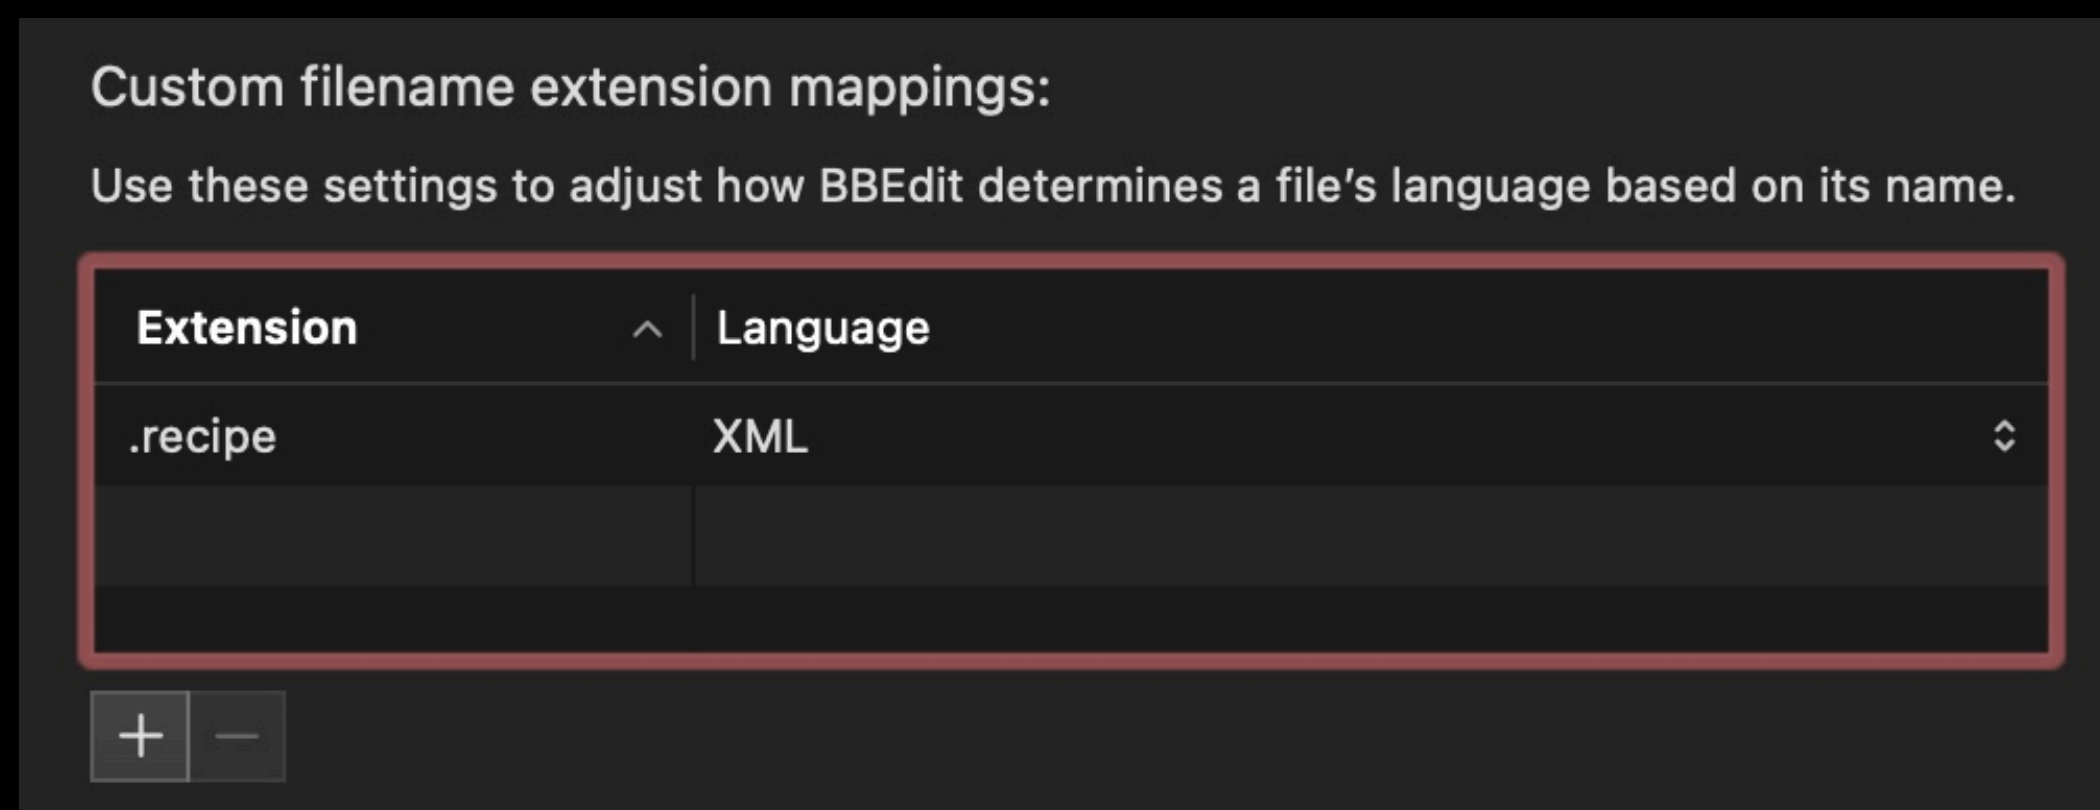 Custom filename extension mappings:
Use these settings to adjust how BBEdit determines a file’s language based on its name.
Extension Language
.recipe XML